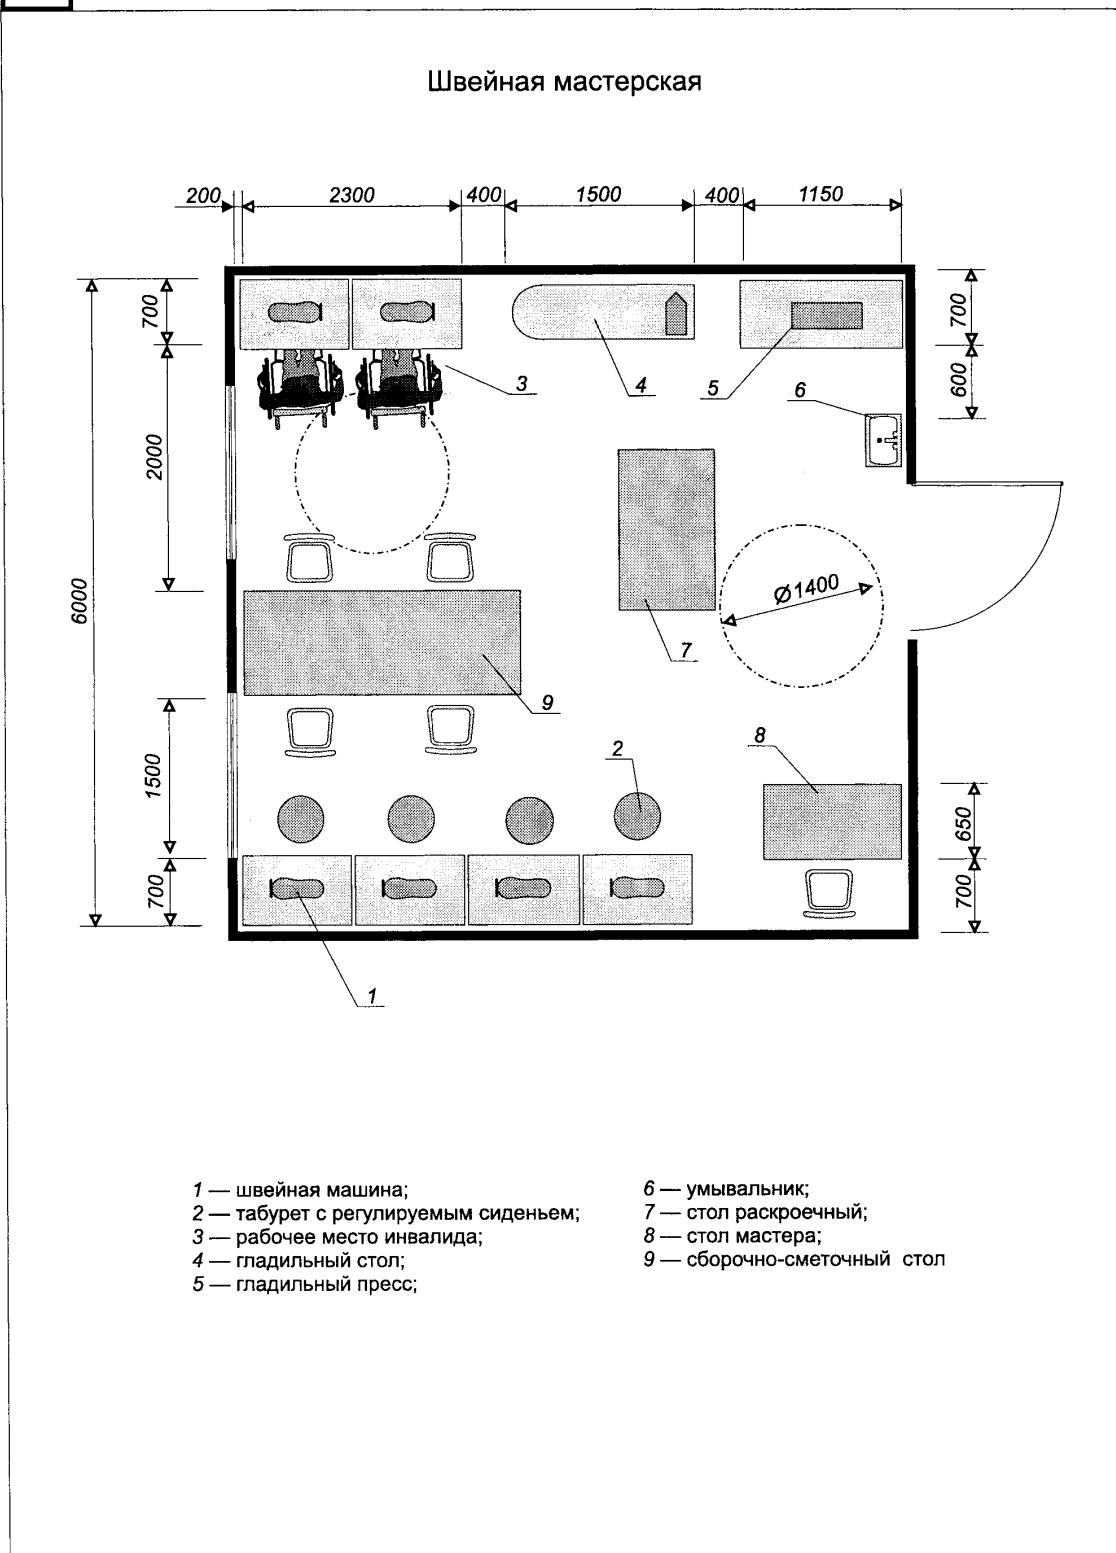 Швейная мастерская
200 2300 400 1500 400 1150
700
700
3
4
5
6
600
2000
6000
Ø1400
7
9
8
2
1500
650
700
700
1
1 — швейная машина;
2 — табурет с регулируемым сиденьем;
3 — рабочее место инвалида;
4 — гладильный стол;
5 — гладильный пресс;
6 — умывальник;
7 — стол раскроечный;
8 — стол мастера;
9 — сборочно-сметочный стол